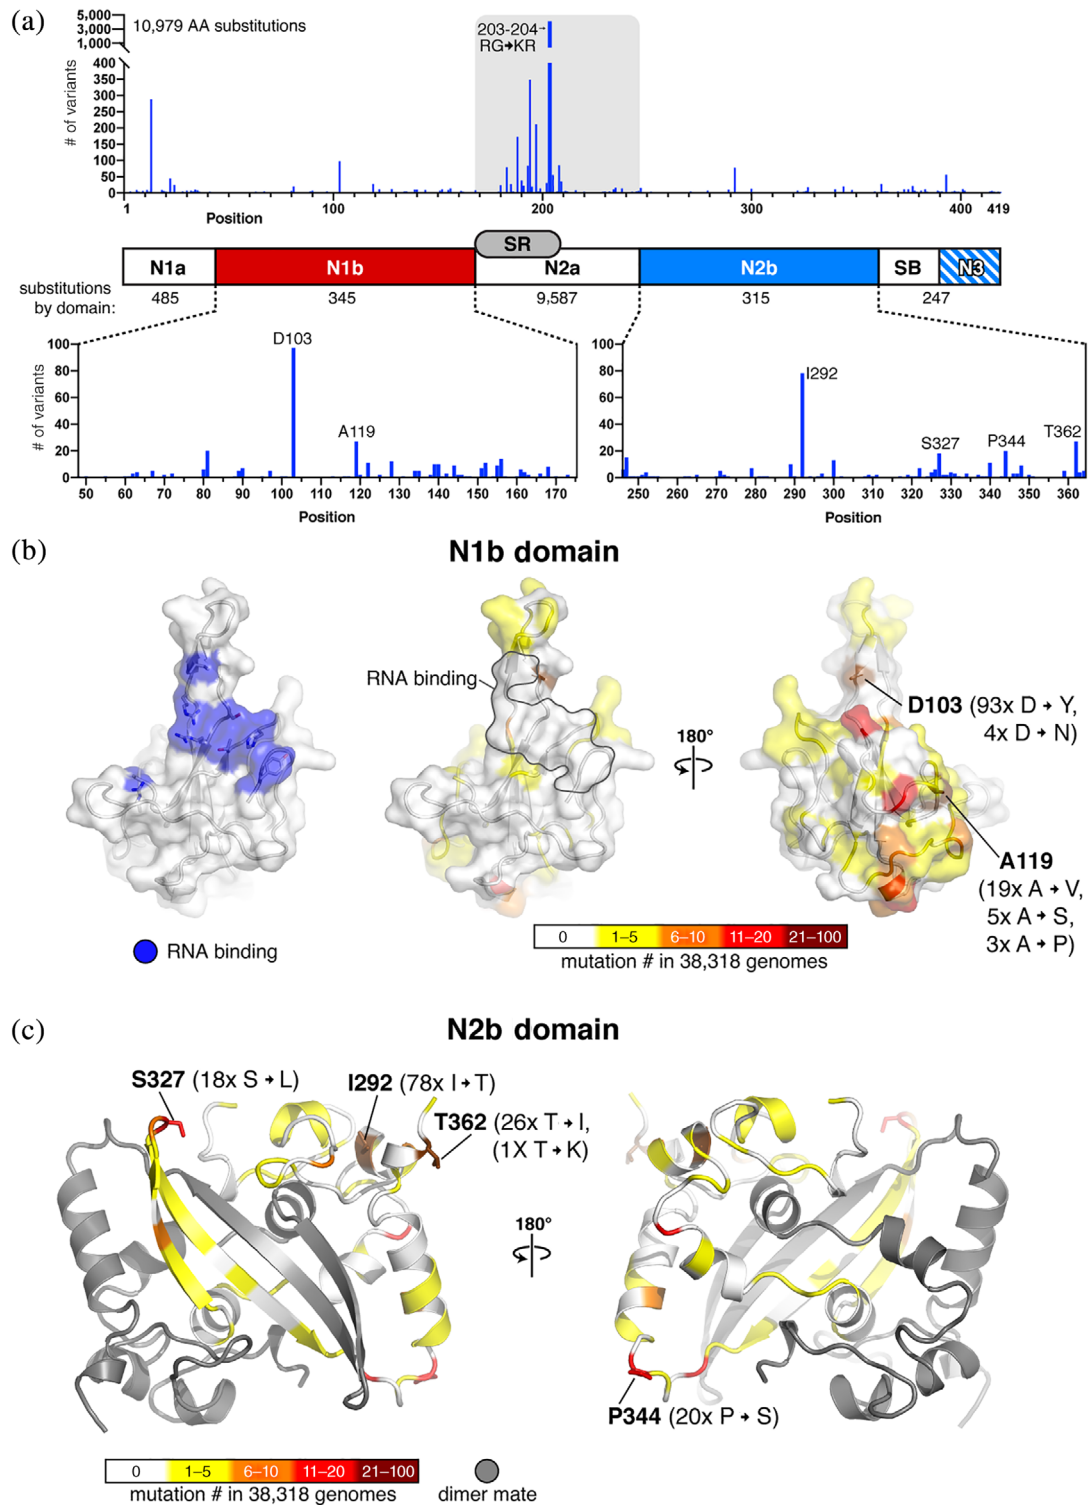 (a)
5,000
3,000
1,000
400
350
300
250
200
150
100
50
0
# of variants
10,979 AA substitutions
203-204→
RG→KR
1
100
200
300
400
419
Position
SR
N1a
N1b
N2a
N2b
SB
N3
substitutions
by domain:
485
345
9,587
315
247
100
80
60
40
20
0
# of variants
D103
A119
50
60
70
80
90
100
110
120
130
140
150
160
170
Position
100
80
60
40
20
0
I292
S327
P344
T362
250
260
270
280
290
300
310
320
330
340
350
360
Position
(b)
N1b domain
RNA binding
180°
D103 (93x D → Y,
4x D → N)
A119
(19x A → V,
5x A → S,
3x A → P)
RNA binding
0 1–5 6–10 11–20 21–100
mutation # in 38,318 genomes
(c)
N2b domain
S327 (18x S → L)
I292 (78x I → T)
T362 (26x T → I,
(1X T → K)
180°
P344 (20x P → S)
0 1–5 6–10 11–20 21–100
mutation # in 38,318 genomes
dimer mate